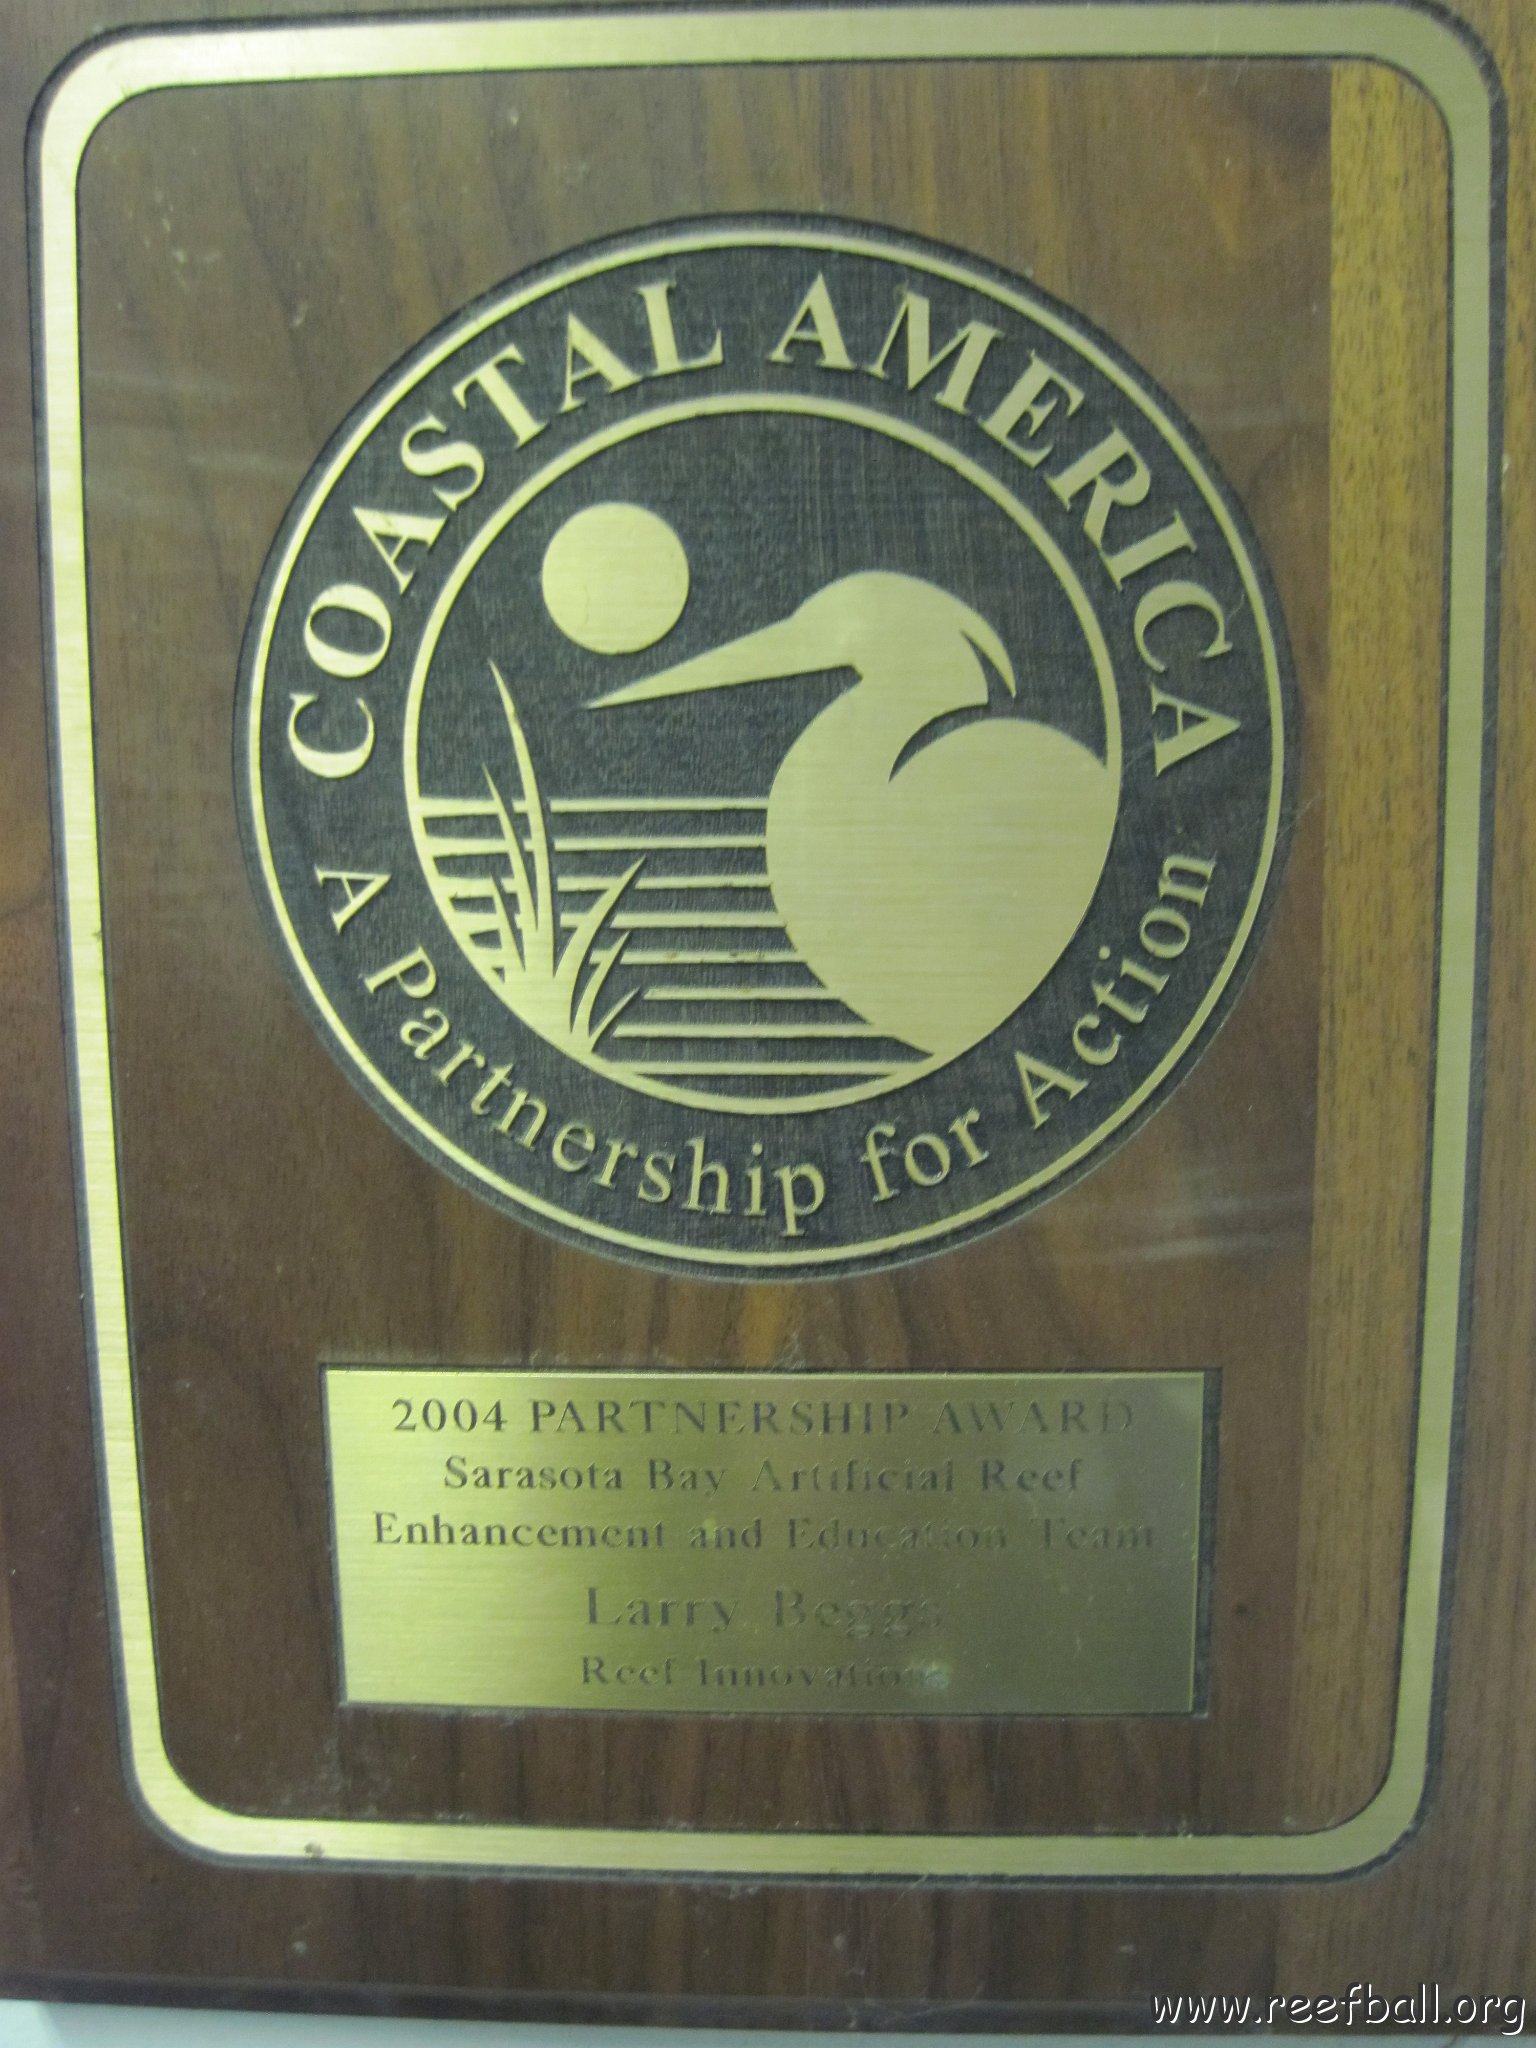 COASTAL AMERICA
A Partnership for Action
2004 PARTNERSHIP AWARD
Sarasota Bay Artificial Reef
Enhancement and Education Team
Larry Beggs
Reef Innovations
www.reefball.org